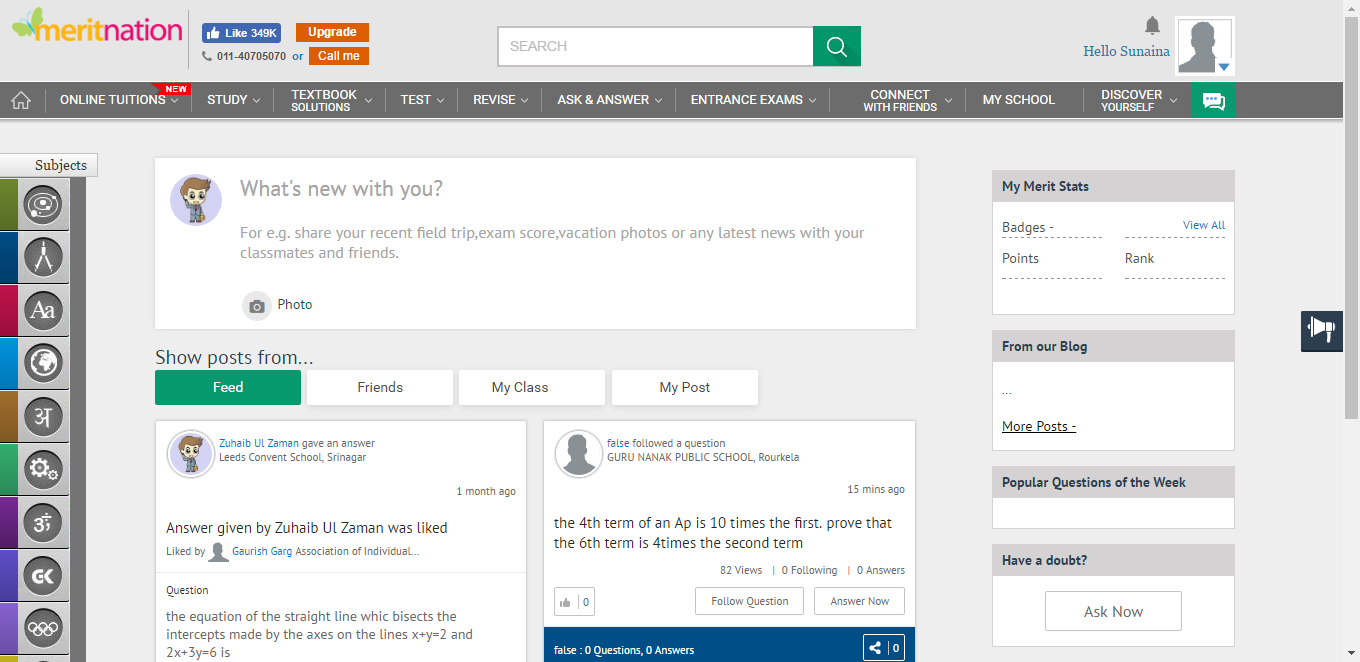 meritnation
Like 349K
Upgrade
011-40705070 or
Call me
SEARCH
Hello Sunaina
NEW
ONLINE TUITIONS
STUDY
TEXTBOOK
SOLUTIONS
TEST
REVISE
ASK & ANSWER
ENTRANCE EXAMS
CONNECT
WITH FRIENDS
MY SCHOOL
DISCOVER
YOURSELF
Subjects
Aa
अ
ॐ
GK
What's new with you?
For e.g. share your recent field trip,exam score,vacation photos or any latest news with your
classmates and friends.
Photo
Show posts from...
Feed
Friends
My Class
My Post
Zuhaib Ul Zaman gave an answer
Leeds Convent School, Srinagar
1 month ago
Answer given by Zuhaib Ul Zaman was liked
Liked by Gaurish Garg Association of Individual...
Question
the equation of the straight line whic bisects the
intercepts made by the axes on the lines x+y=2 and
2x+3y=6 is
false followed a question
GURU NANAK PUBLIC SCHOOL, Rourkela
15 mins ago
the 4th term of an Ap is 10 times the first. prove that
the 6th term is 4times the second term
82 Views | 0 Following | 0 Answers
0
Follow Question
Answer Now
false : 0 Questions, 0 Answers
0
My Merit Stats
Badges -
View All
Points
Rank
From our Blog
...
More Posts -
Popular Questions of the Week
Have a doubt?
Ask Now